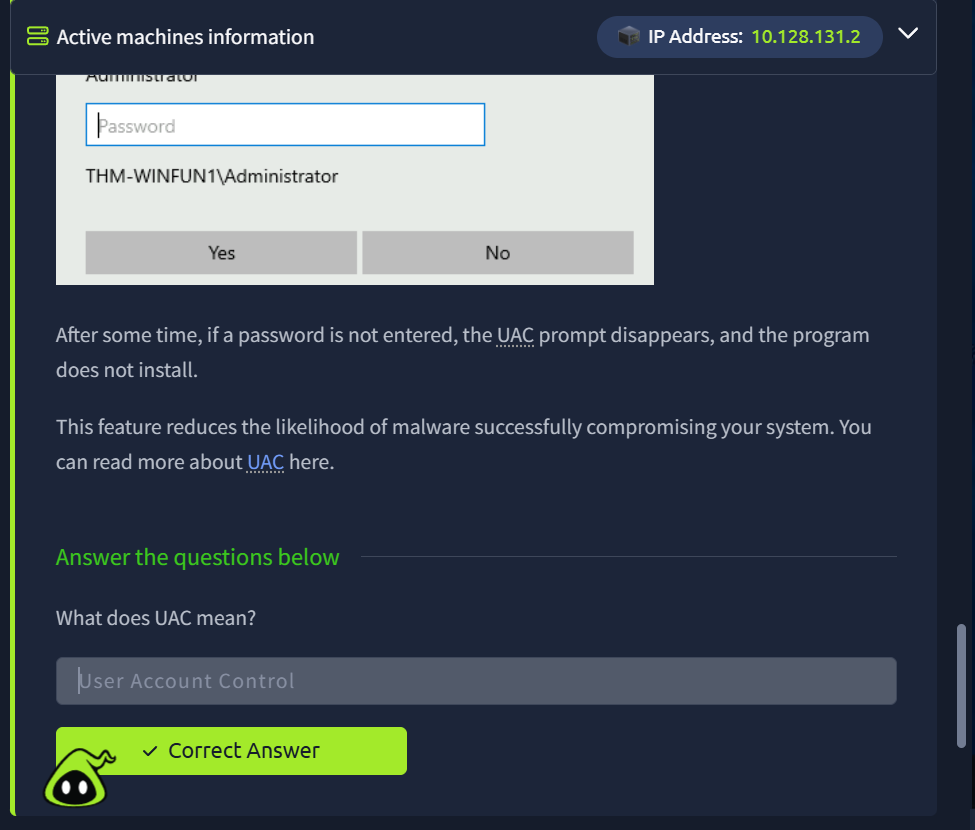 Active machines information
IP Address: 10.128.131.2
Administrator
Password
THM-WINFUN1\Administrator
Yes
No
After some time, if a password is not entered, the UAC prompt disappears, and the program
does not install.
This feature reduces the likelihood of malware successfully compromising your system. You
can read more about UAC here.
Answer the questions below
What does UAC mean?
User Account Control
Correct Answer